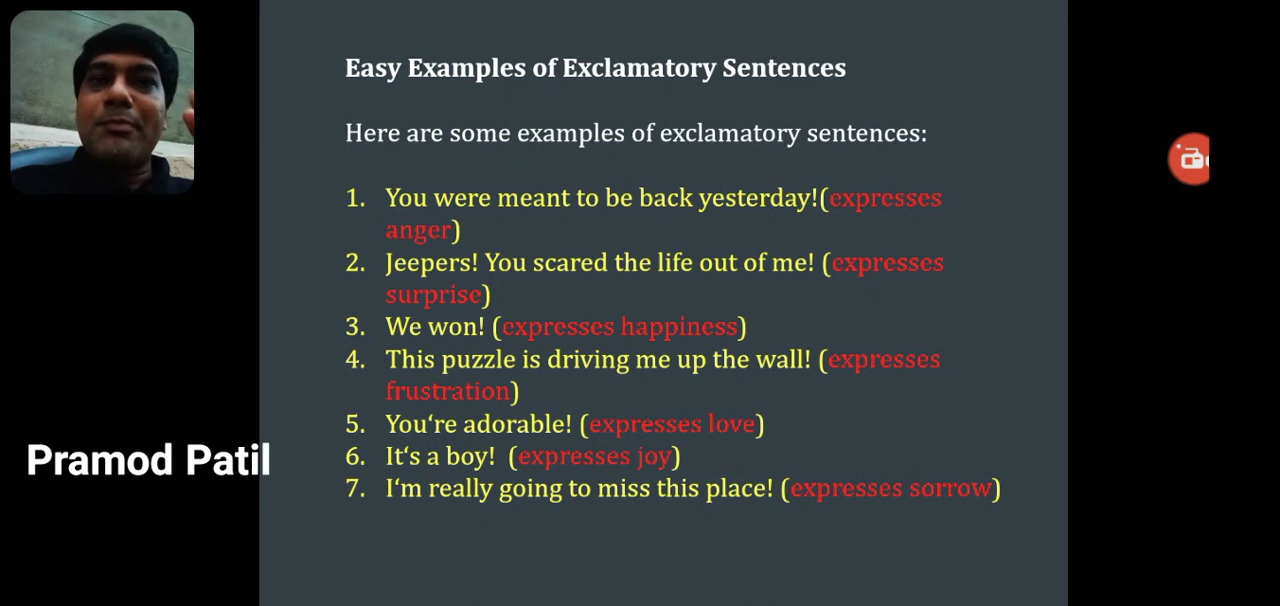 Easy Examples of Exclamatory Sentences
Here are some examples of exclamatory sentences:
1. You were meant to be back yesterday!(expresses
anger)
2. Jeepers! You scared the life out of me! (expresses
surprise)
3. We won! (expresses happiness)
4. This puzzle is driving me up the wall! (expresses
frustration)
5. You‘re adorable! (expresses love)
6. It‘s a boy!  (expresses joy)
7. I‘m really going to miss this place! (expresses sorrow)
Pramod Patil